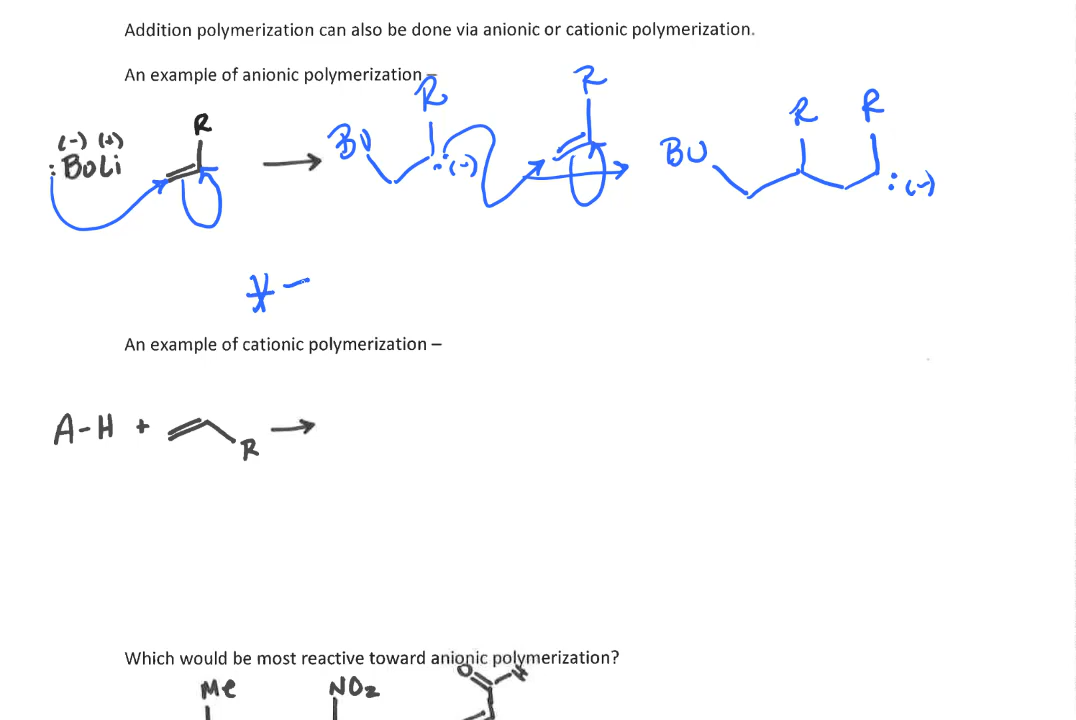 Addition polymerization can also be done via anionic or cationic polymerization.
An example of anionic polymerization –
R R R R
(-) (+) R
:BuLi → BU :(-) → BU :(-)
* –
An example of cationic polymerization –
A-H + R →
Which would be most reactive toward anionic polymerization?
Me NO2 O H